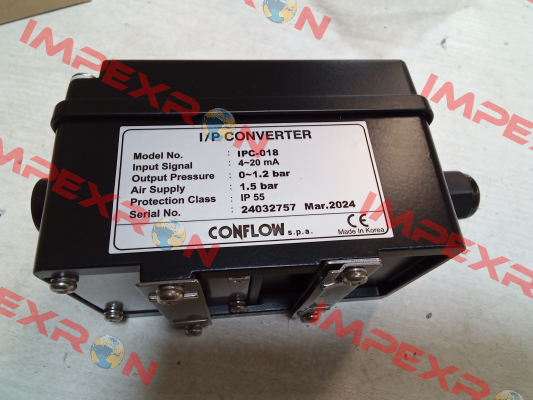 IMPEXRON
IMPEXRON
I/P CONVERTER
Model No. : IPC-018
Input Signal : 4~20 mA
Output Pressure : 0~1.2 bar
Air Supply : 1.5 bar
Protection Class : IP 55
Serial No. : 24032757 Mar.2024
CONFLOW s.p.a. CE
Made In Korea
IMPEXRON
IMPEXRON
IMPEXRON